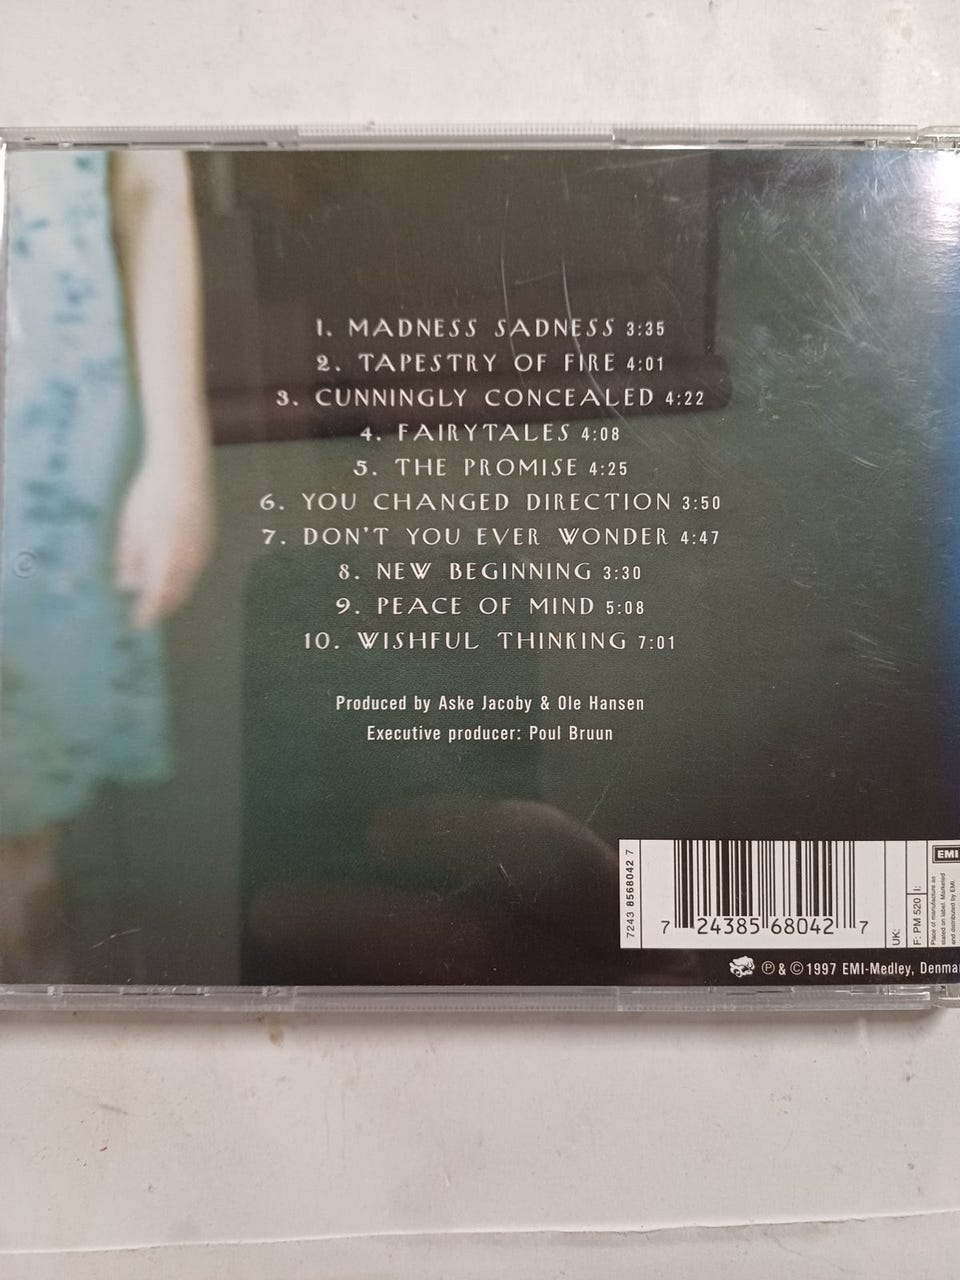 1. MADNESS SADNESS 3:35
2. TAPESTRY OF FIRE 4:01
3. CUNNINGLY CONCEALED 4:22
4. FAIRYTALES 4:08
5. THE PROMISE 4:25
6. YOU CHANGED DIRECTION 3:50
7. DON'T YOU EVER WONDER 4:47
8. NEW BEGINNING 3:30
9. PEACE OF MIND 5:08
10. WISHFUL THINKING 7:01
Produced by Aske Jacoby & Ole Hansen
Executive producer: Poul Bruun
7243 8568042 7
7 24385 68042 7
UK:
F: PM 520 I:
EMI
Place of manufacture as
stated on label. Marketed
and distributed by EMI.
℗ & © 1997 EMI-Medley, Denmar